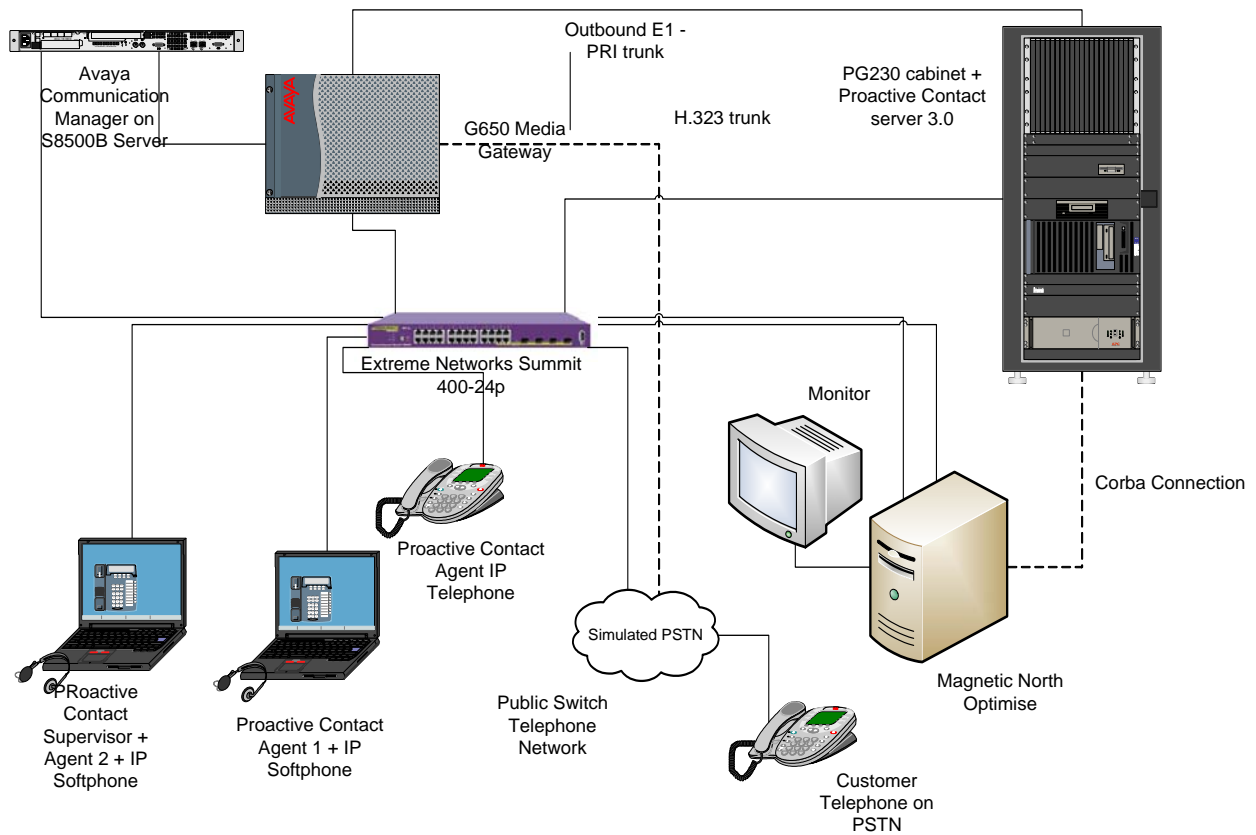 Outbound E1 -
PRI trunk
Avaya
Communication
Manager on
S8500B Server
AVAYA
G650 Media
Gateway
H.323 trunk
PG230 cabinet +
Proactive Contact
server 3.0
Extreme Networks Summit
400-24p
Monitor
Corba Connection
Proactive Contact
Agent IP
Telephone
Simulated PSTN
PRoactive
Contact
Supervisor +
Agent 2 + IP
Softphone
Proactive Contact
Agent 1 + IP
Softphone
Public Switch
Telephone
Network
Magnetic North
Optimise
Customer
Telephone on
PSTN